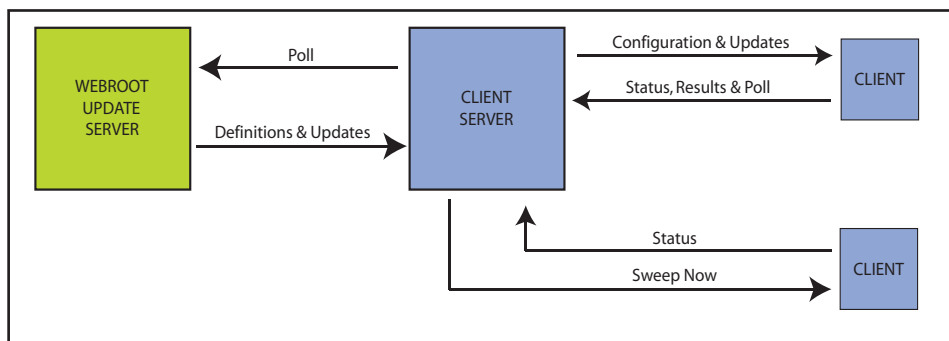 WEBROOT
UPDATE
SERVER
Poll
Definitions & Updates
CLIENT
SERVER
Configuration & Updates
Status, Results & Poll
CLIENT
Status
Sweep Now
CLIENT